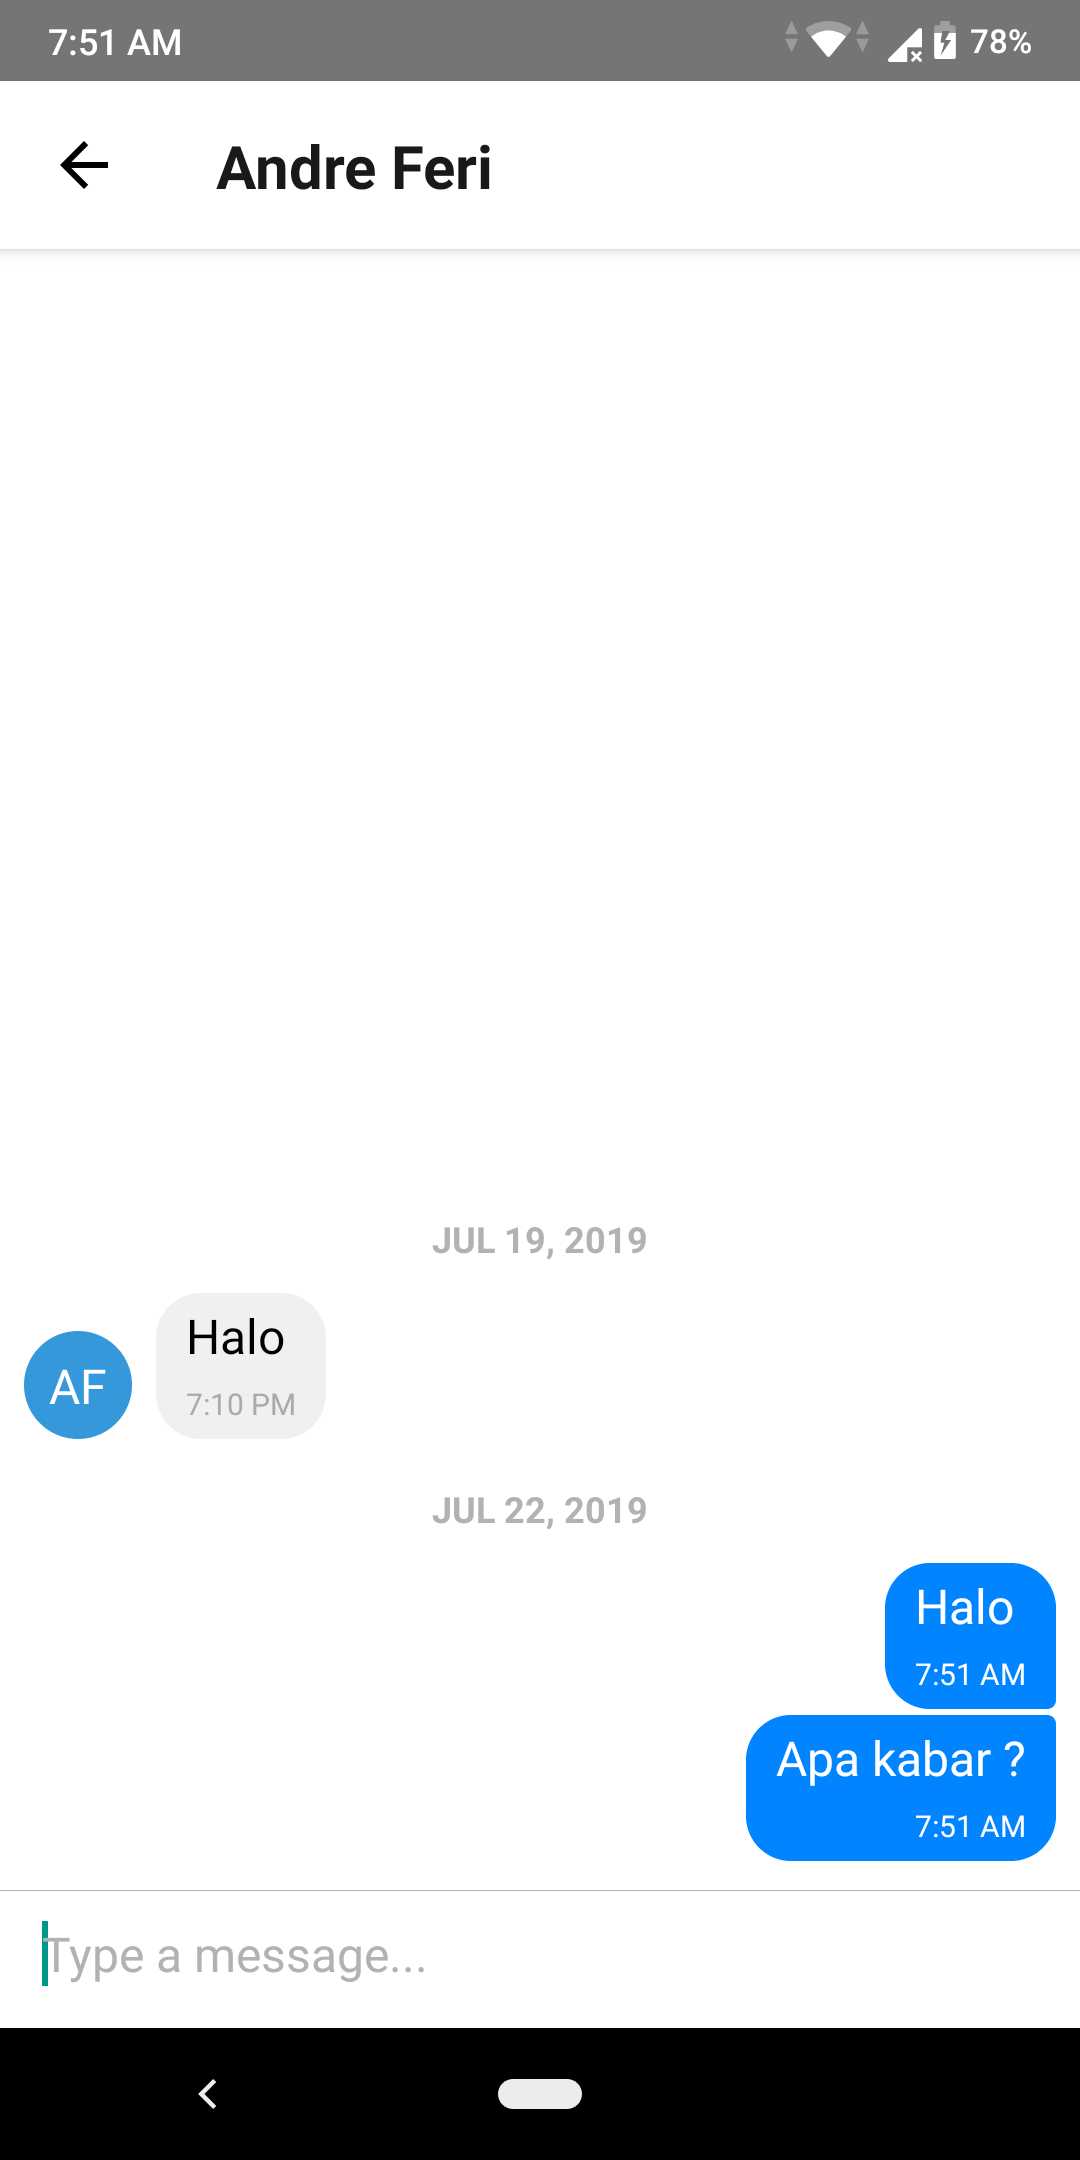 7:51 AM
78%
Andre Feri
JUL 19, 2019
Halo
AF
7:10 PM
JUL 22, 2019
Halo
7:51 AM
Apa kabar ?
7:51 AM
Type a message...